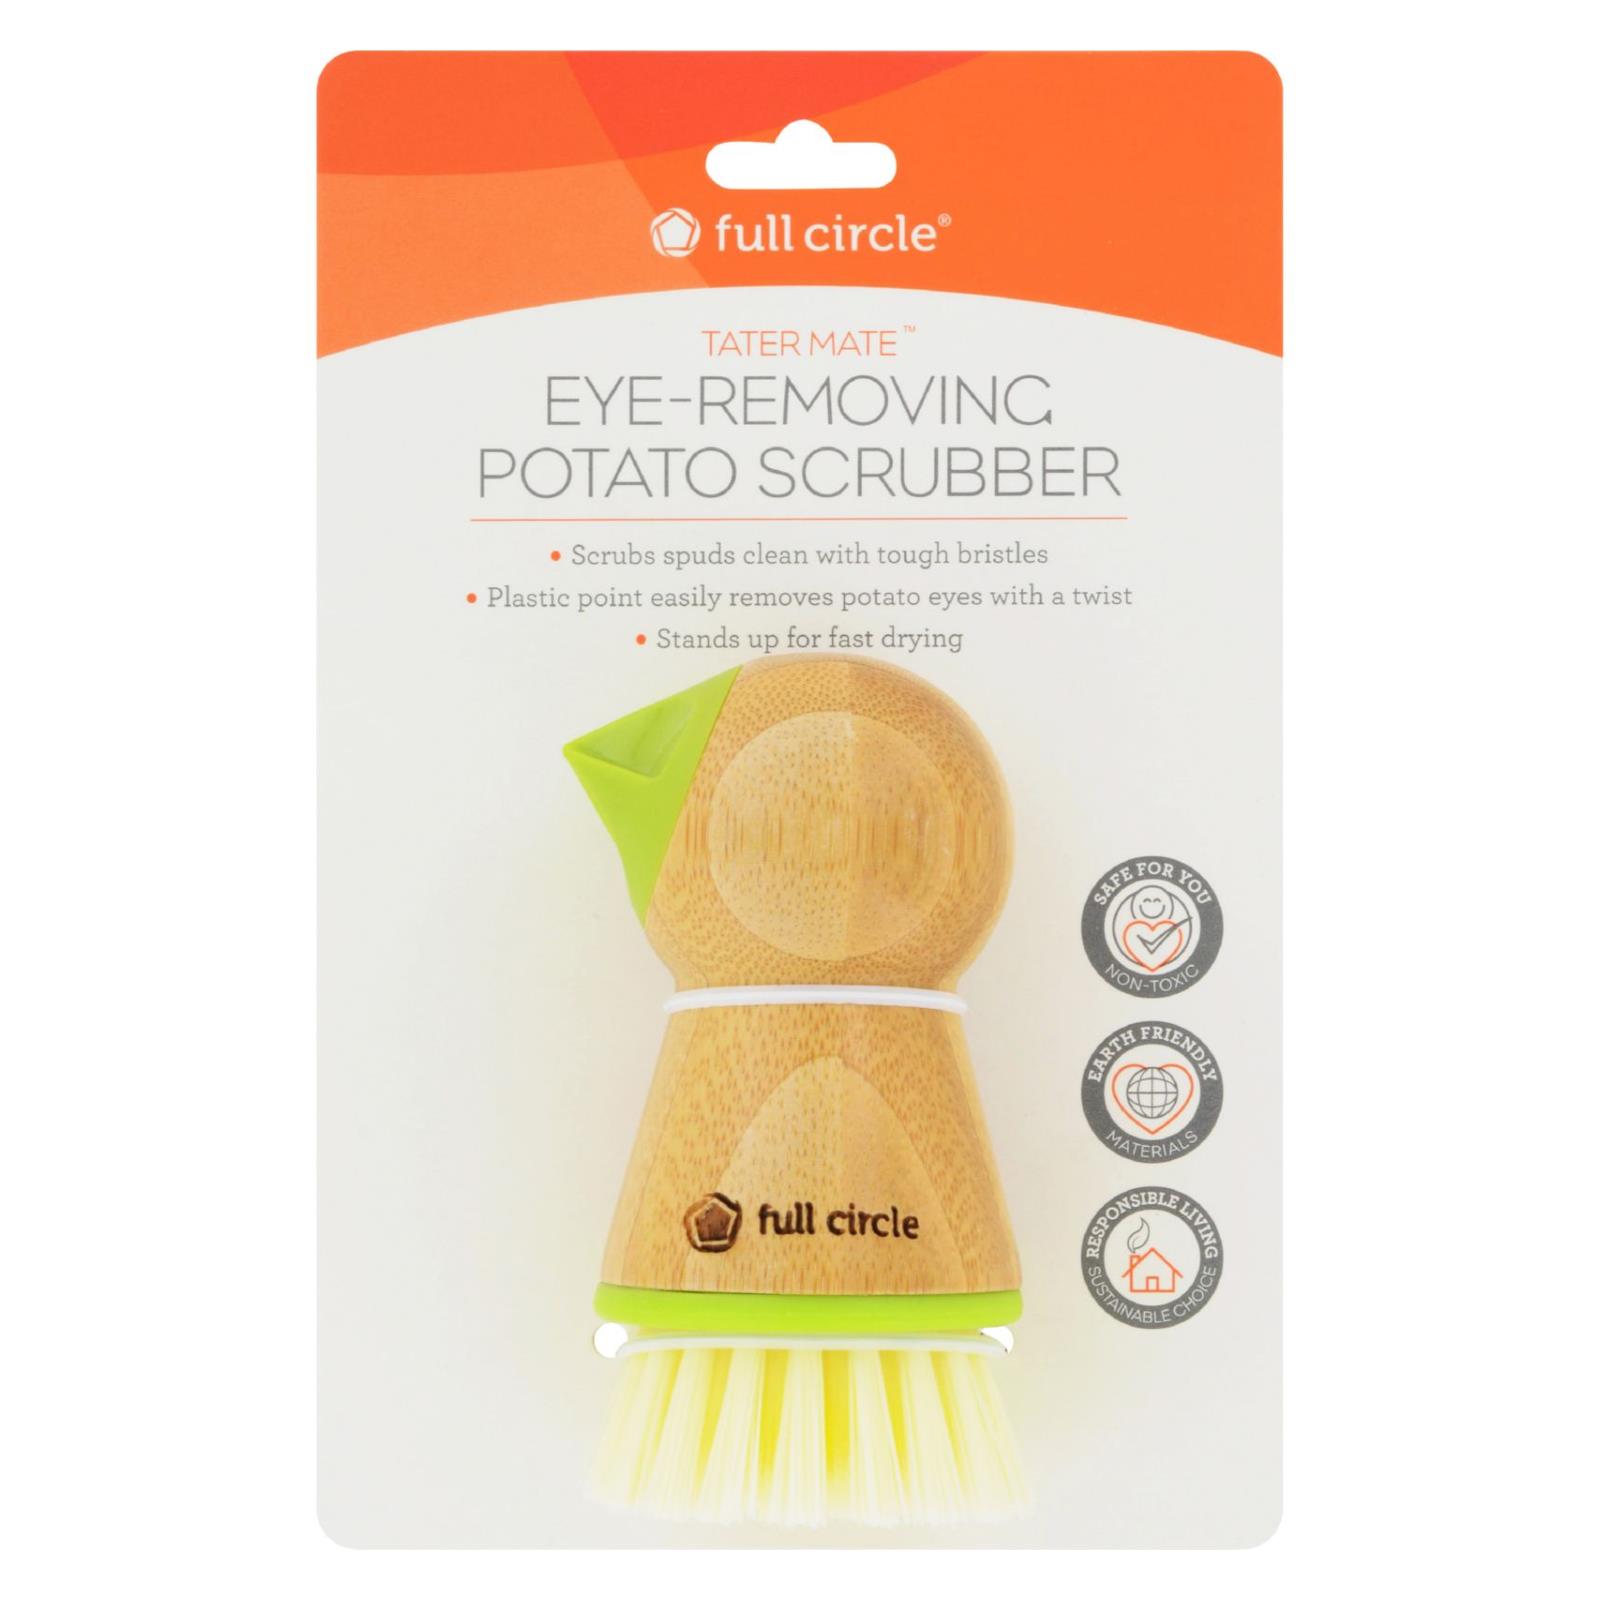 full circle®
TATER MATE™
EYE-REMOVING
POTATO SCRUBBER
• Scrubs spuds clean with tough bristles
• Plastic point easily removes potato eyes with a twist
• Stands up for fast drying
SAFE FOR YOU
NON-TOXIC
EARTH FRIENDLY
MATERIALS
RESPONSIBLE LIVING
SUSTAINABLE CHOICE
full circle